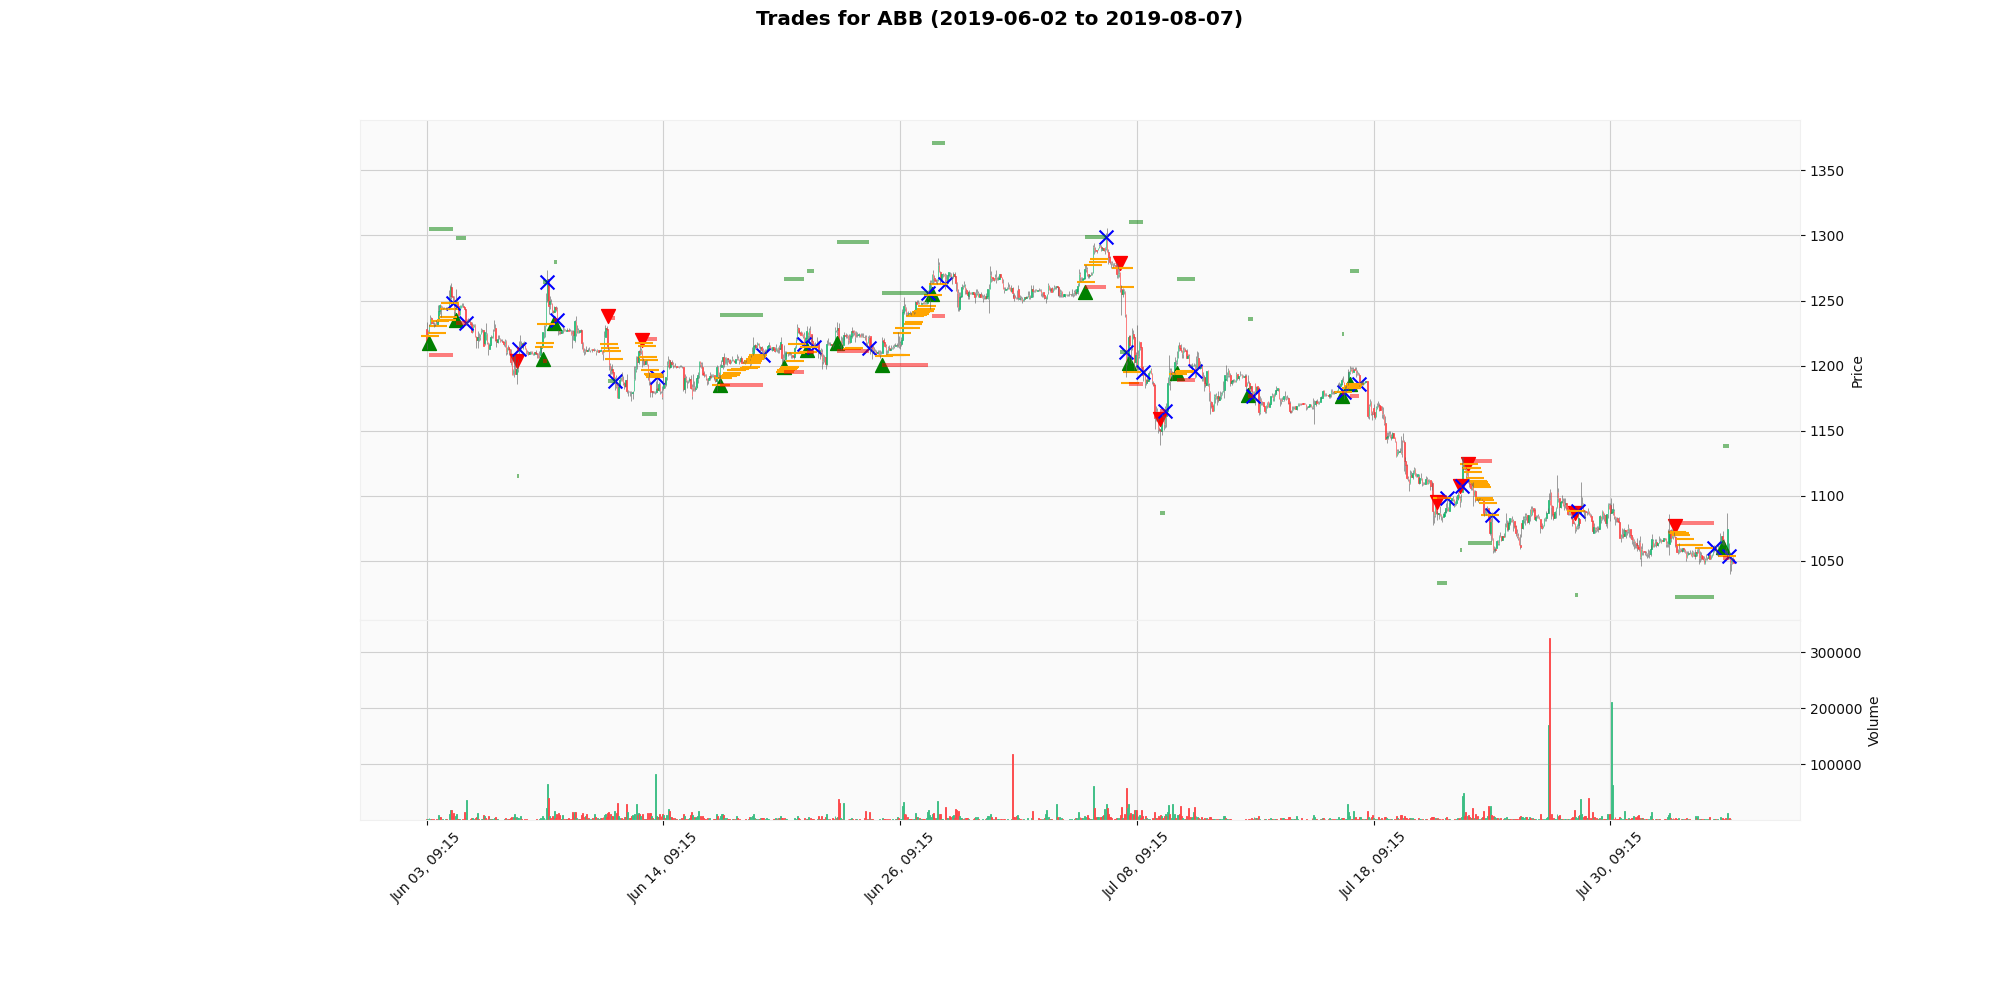 Trades for ABB (2019-06-02 to 2019-08-07)
1350
1300
1250
1200
1150
1100
1050
Price
300000
200000
100000
Volume
Jun 03, 09:15
Jun 14, 09:15
Jun 26, 09:15
Jul 08, 09:15
Jul 18, 09:15
Jul 30, 09:15